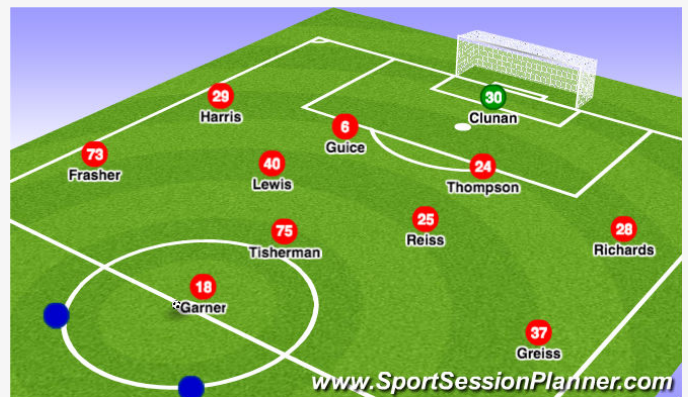 30
Clunan
29
Harris
6
Guice
73
Frasher
40
Lewis
24
Thompson
25
Reiss
28
Richards
75
Tisherman
18
Garner
37
Greiss
www.SportSessionPlanner.com